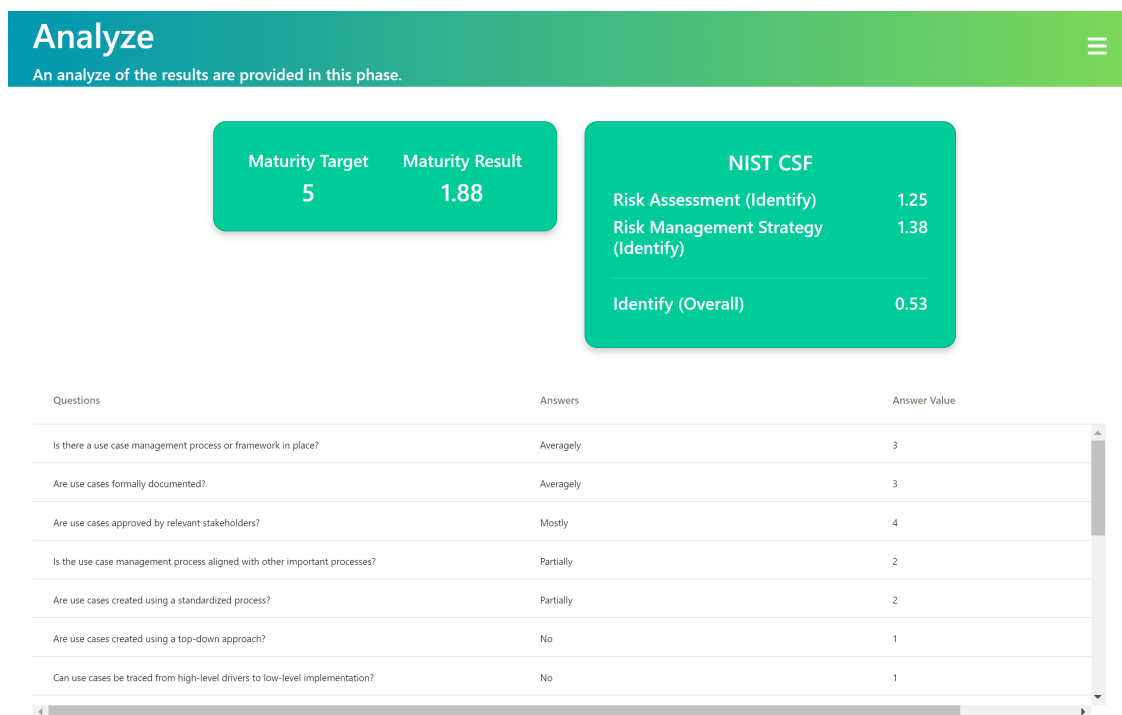 Analyze
An analyze of the results are provided in this phase.
Maturity Target Maturity Result
5 1.88
NIST CSF
Risk Assessment (Identify) 1.25
Risk Management Strategy 1.38
(Identify)
Identify (Overall) 0.53
Questions Answers Answer Value
Is there a use case management process or framework in place? Averagely 3
Are use cases formally documented? Averagely 3
Are use cases approved by relevant stakeholders? Mostly 4
Is the use case management process aligned with other important processes? Partially 2
Are use cases created using a standardized process? Partially 2
Are use cases created using a top-down approach? No 1
Can use cases be traced from high-level drivers to low-level implementation? No 1